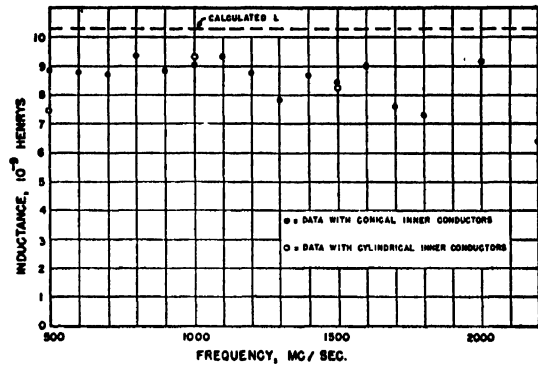 CALCULATED L
10
9
8
7
6
5
4
3
2
1
0
INDUCTANCE, 10⁻⁹ HENRYS
● = DATA WITH CONICAL INNER CONDUCTORS
○ = DATA WITH CYLINDRICAL INNER CONDUCTORS
500 1000 1500 2000
FREQUENCY, MC/SEC.